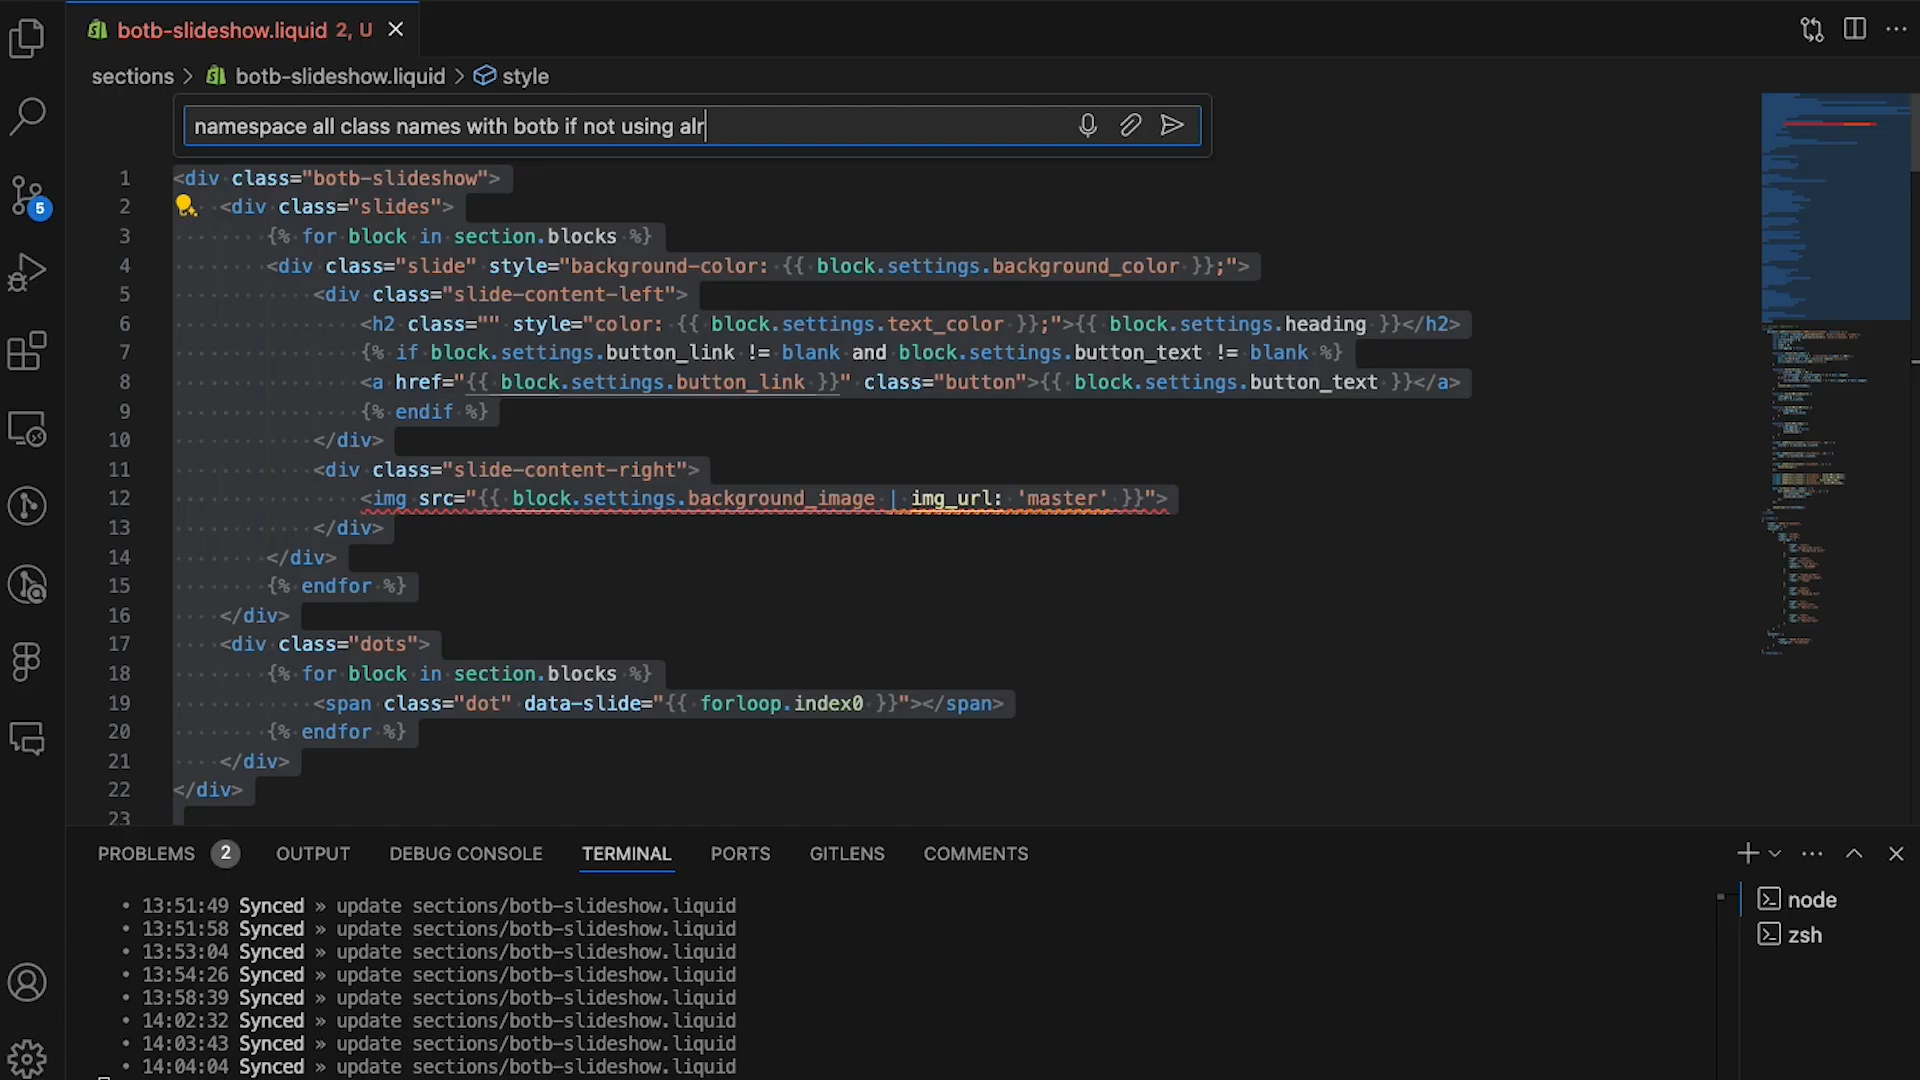 botb-slideshow.liquid 2, U
sections > botb-slideshow.liquid > style
namespace all class names with botb if not using alr
1 <div class="botb-slideshow">
2 <div class="slides">
3 {% for block in section.blocks %}
4 <div class="slide" style="background-color: {{ block.settings.background_color }};">
5 <div class="slide-content-left">
6 <h2 class="" style="color: {{ block.settings.text_color }};">{{ block.settings.heading }}</h2>
7 {% if block.settings.button_link != blank and block.settings.button_text != blank %}
8 <a href="{{ block.settings.button_link }}" class="button">{{ block.settings.button_text }}</a>
9 {% endif %}
10 </div>
11 <div class="slide-content-right">
12 <img src="{{ block.settings.background_image | img_url: 'master' }}">
13 </div>
14 </div>
15 {% endfor %}
16 </div>
17 <div class="dots">
18 {% for block in section.blocks %}
19 <span class="dot" data-slide="{{ forloop.index0 }}"></span>
20 {% endfor %}
21 </div>
22 </div>
23
5
PROBLEMS 2 OUTPUT DEBUG CONSOLE TERMINAL PORTS GITLENS COMMENTS
• 13:51:49 Synced » update sections/botb-slideshow.liquid
• 13:51:58 Synced » update sections/botb-slideshow.liquid
• 13:53:04 Synced » update sections/botb-slideshow.liquid
• 13:54:26 Synced » update sections/botb-slideshow.liquid
• 13:58:39 Synced » update sections/botb-slideshow.liquid
• 14:02:32 Synced » update sections/botb-slideshow.liquid
• 14:03:43 Synced » update sections/botb-slideshow.liquid
• 14:04:04 Synced » update sections/botb-slideshow.liquid
node
zsh